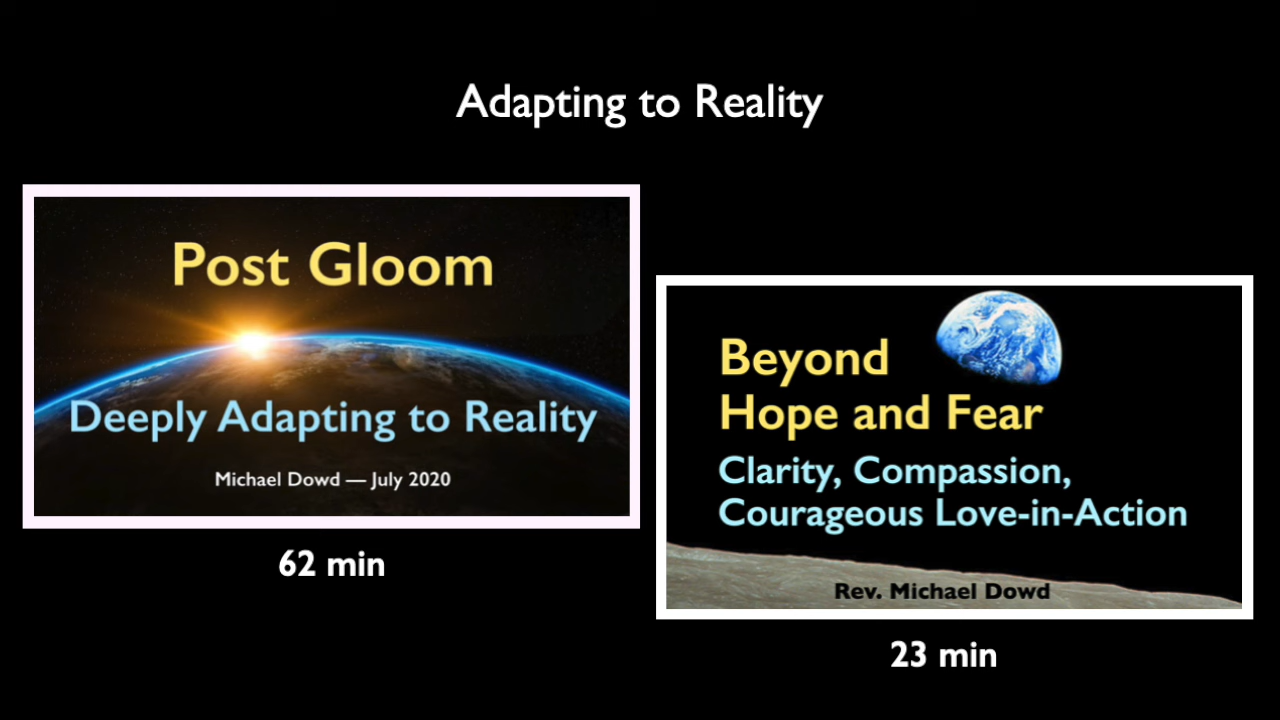 Adapting to Reality
Post Gloom
Deeply Adapting to Reality
Michael Dowd — July 2020
62 min
Beyond
Hope and Fear
Clarity, Compassion,
Courageous Love-in-Action
Rev. Michael Dowd
23 min